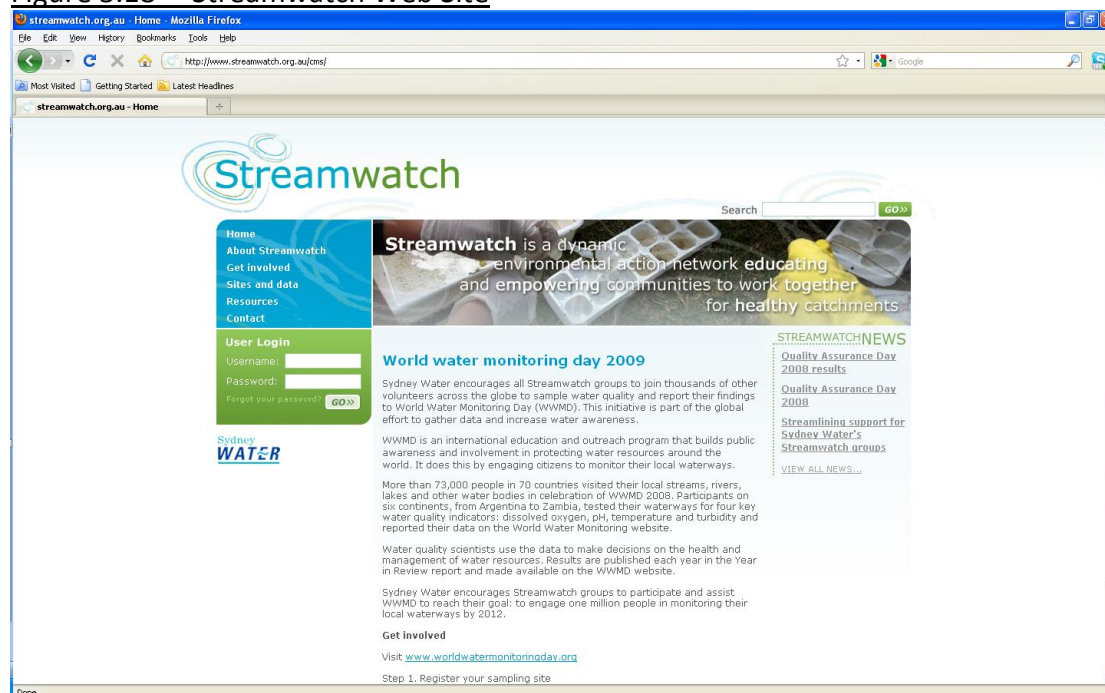 streamwatch.org.au - Home - Mozilla Firefox
File Edit View History Bookmarks Tools Help
http://www.streamwatch.org.au/cms/
Google
Most Visited Getting Started Latest Headlines
streamwatch.org.au - Home
Streamwatch
Search GO»
Home
About Streamwatch
Get involved
Sites and data
Resources
Contact
Streamwatch is a dynamic
environmental action network educating
and empowering communities to work together
for healthy catchments
User Login
Username:
Password:
Forgot your password? GO»
Sydney
WATER
World water monitoring day 2009
Sydney Water encourages all Streamwatch groups to join thousands of other
volunteers across the globe to sample water quality and report their findings
to World Water Monitoring Day (WWMD). This initiative is part of the global
effort to gather data and increase water awareness.
WWMD is an international education and outreach program that builds public
awareness and involvement in protecting water resources around the
world. It does this by engaging citizens to monitor their local waterways.
More than 73,000 people in 70 countries visited their local streams, rivers,
lakes and other water bodies in celebration of WWMD 2008. Participants on
six continents, from Argentina to Zambia, tested their waterways for four key
water quality indicators: dissolved oxygen, pH, temperature and turbidity and
reported their data on the World Water Monitoring website.
Water quality scientists use the data to make decisions on the health and
management of water resources. Results are published each year in the Year
in Review report and made available on the WWMD website.
Sydney Water encourages Streamwatch groups to participate and assist
WWMD to reach their goal: to engage one million people in monitoring their
local waterways by 2012.
Get involved
Visit www.worldwatermonitoringday.org
Step 1. Register your sampling site
STREAMWATCHNEWS
Quality Assurance Day
2008 results
Quality Assurance Day
2008
Streamlining support for
Sydney Water's
Streamwatch groups
VIEW ALL NEWS...